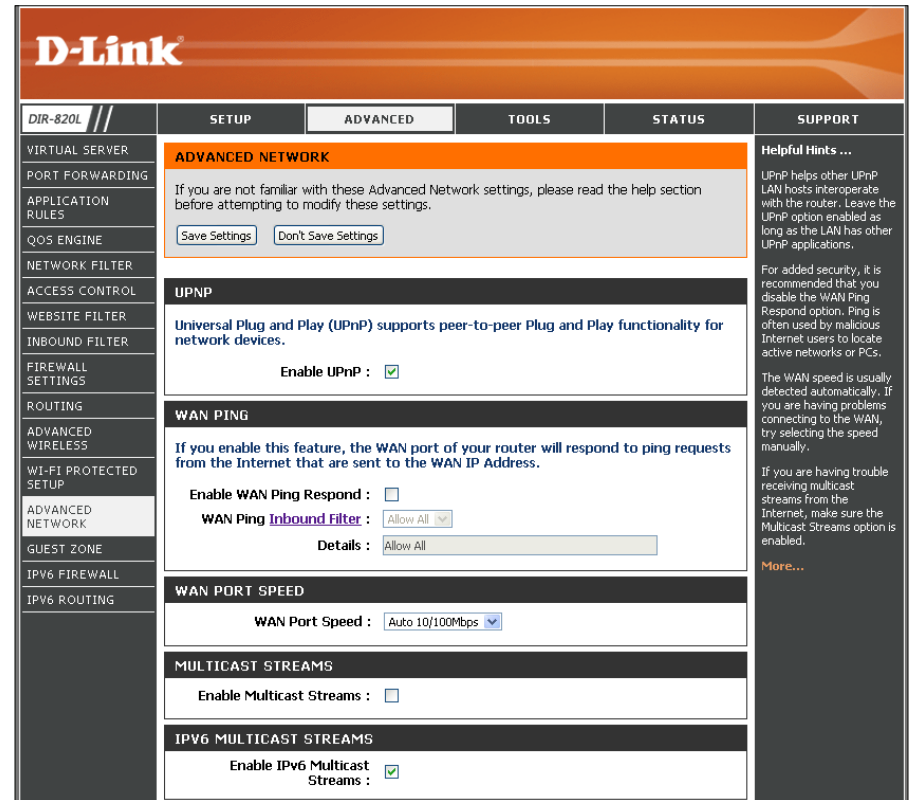 D-Link®
DIR-820L
SETUP
ADVANCED
TOOLS
STATUS
SUPPORT
VIRTUAL SERVER
PORT FORWARDING
APPLICATION
RULES
QOS ENGINE
NETWORK FILTER
ACCESS CONTROL
WEBSITE FILTER
INBOUND FILTER
FIREWALL
SETTINGS
ROUTING
ADVANCED
WIRELESS
WI-FI PROTECTED
SETUP
ADVANCED
NETWORK
GUEST ZONE
IPV6 FIREWALL
IPV6 ROUTING
ADVANCED NETWORK
If you are not familiar with these Advanced Network settings, please read the help section
before attempting to modify these settings.
Save Settings
Don't Save Settings
UPNP
Universal Plug and Play (UPnP) supports peer-to-peer Plug and Play functionality for
network devices.
Enable UPnP :
WAN PING
If you enable this feature, the WAN port of your router will respond to ping requests
from the Internet that are sent to the WAN IP Address.
Enable WAN Ping Respond :
WAN Ping Inbound Filter : Allow All
Details : Allow All
WAN PORT SPEED
WAN Port Speed : Auto 10/100Mbps
MULTICAST STREAMS
Enable Multicast Streams :
IPV6 MULTICAST STREAMS
Enable IPv6 Multicast
Streams :
Helpful Hints ...
UPnP helps other UPnP
LAN hosts interoperate
with the router. Leave the
UPnP option enabled as
long as the LAN has other
UPnP applications.
For added security, it is
recommended that you
disable the WAN Ping
Respond option. Ping is
often used by malicious
Internet users to locate
active networks or PCs.
The WAN speed is usually
detected automatically. If
you are having problems
connecting to the WAN,
try selecting the speed
manually.
If you are having trouble
receiving multicast
streams from the
Internet, make sure the
Multicast Streams option is
enabled.
More...